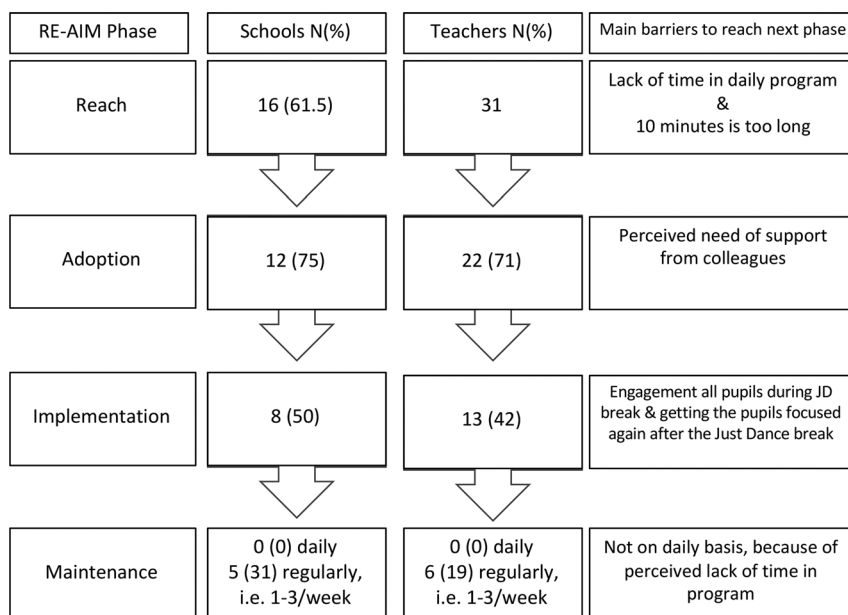 RE-AIM Phase
Schools N(%)
Teachers N(%)
Main barriers to reach next phase
Reach
16 (61.5)
31
Lack of time in daily program
&
10 minutes is too long
Adoption
12 (75)
22 (71)
Perceived need of support
from colleagues
Implementation
8 (50)
13 (42)
Engagement all pupils during JD
break & getting the pupils focused
again after the Just Dance break
Maintenance
0 (0) daily
5 (31) regularly,
i.e. 1-3/week
0 (0) daily
6 (19) regularly,
i.e. 1-3/week
Not on daily basis, because of
perceived lack of time in
program